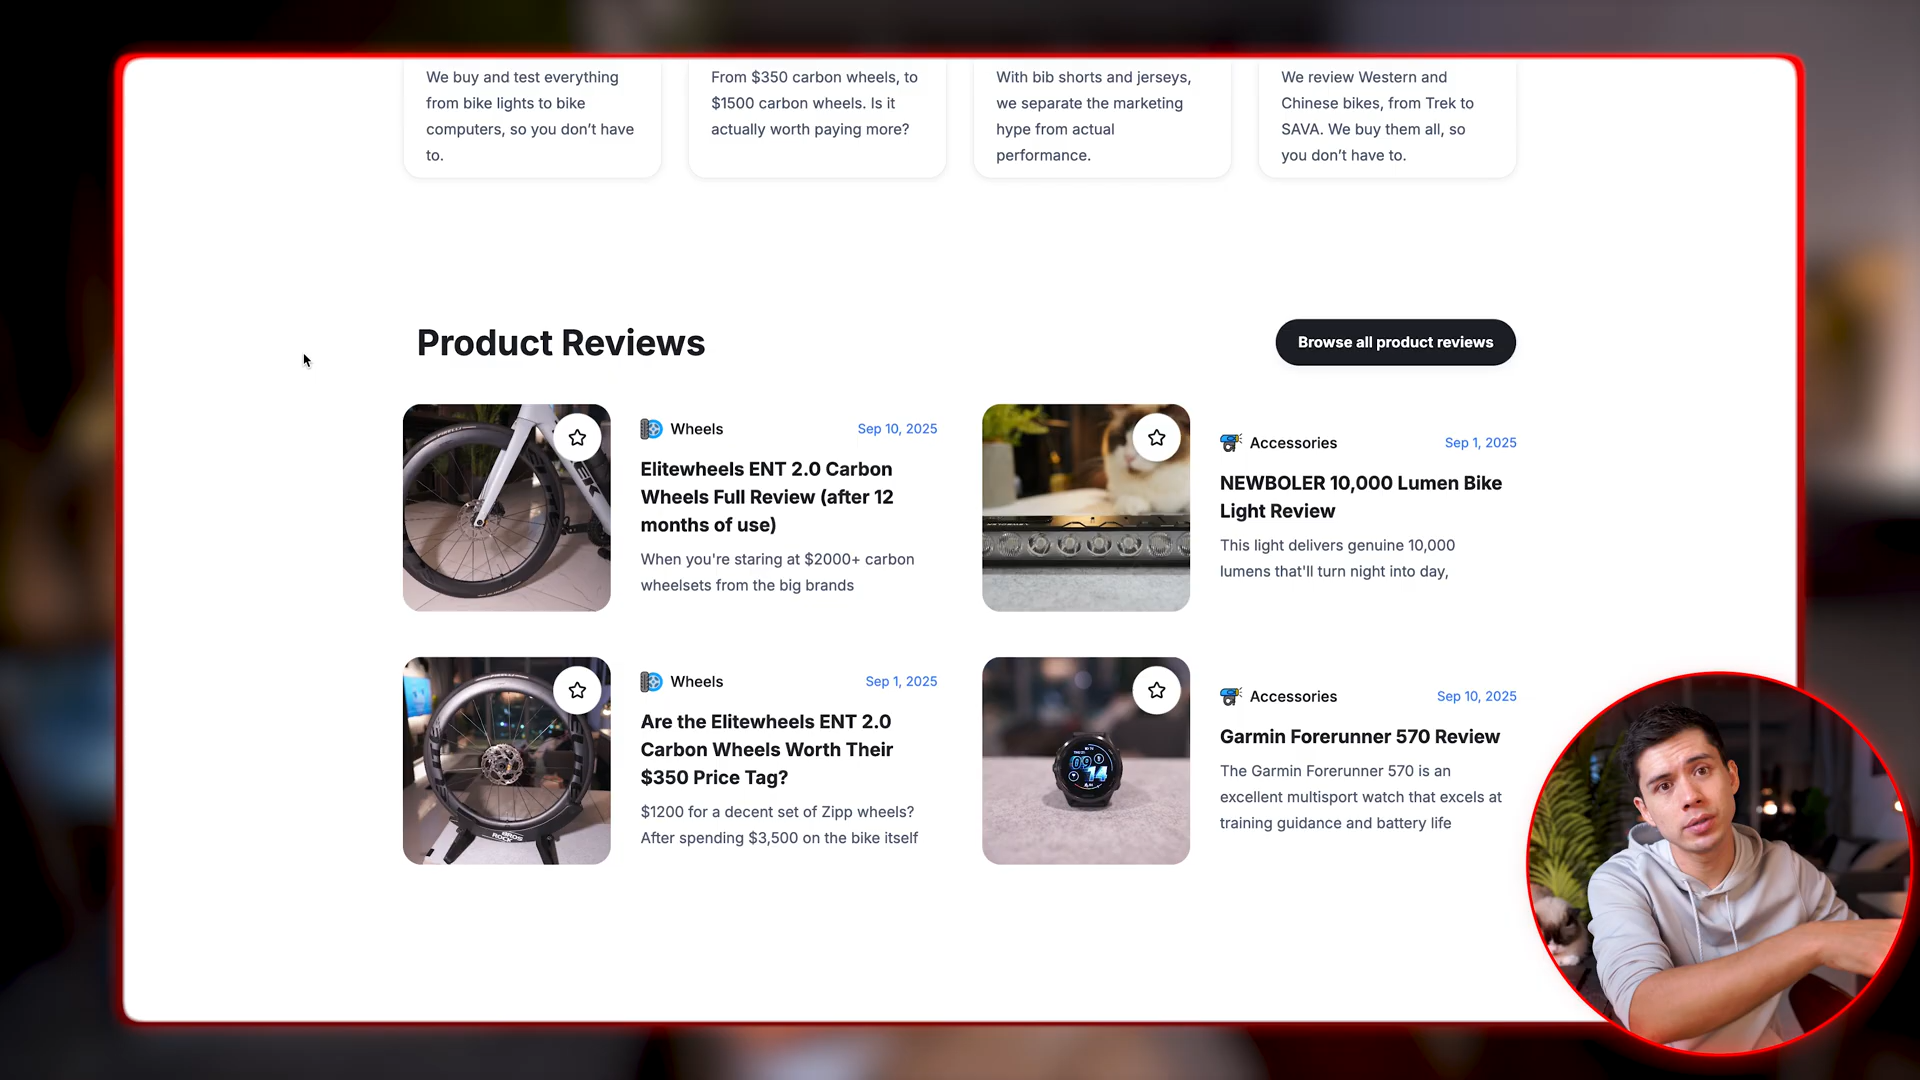 We buy and test everything
from bike lights to bike
computers, so you don’t have
to.
From $350 carbon wheels, to
$1500 carbon wheels. Is it
actually worth paying more?
With bib shorts and jerseys,
we separate the marketing
hype from actual
performance.
We review Western and
Chinese bikes, from Trek to
SAVA. We buy them all, so
you don’t have to.
Product Reviews
Browse all product reviews
Wheels
Sep 10, 2025
Elitewheels ENT 2.0 Carbon
Wheels Full Review (after 12
months of use)
When you're staring at $2000+ carbon
wheelsets from the big brands
Accessories
Sep 1, 2025
NEWBOLER 10,000 Lumen Bike
Light Review
This light delivers genuine 10,000
lumens that'll turn night into day,
Wheels
Sep 1, 2025
Are the Elitewheels ENT 2.0
Carbon Wheels Worth Their
$350 Price Tag?
$1200 for a decent set of Zipp wheels?
After spending $3,500 on the bike itself
Accessories
Sep 10, 2025
Garmin Forerunner 570 Review
The Garmin Forerunner 570 is an
excellent multisport watch that excels at
training guidance and battery life